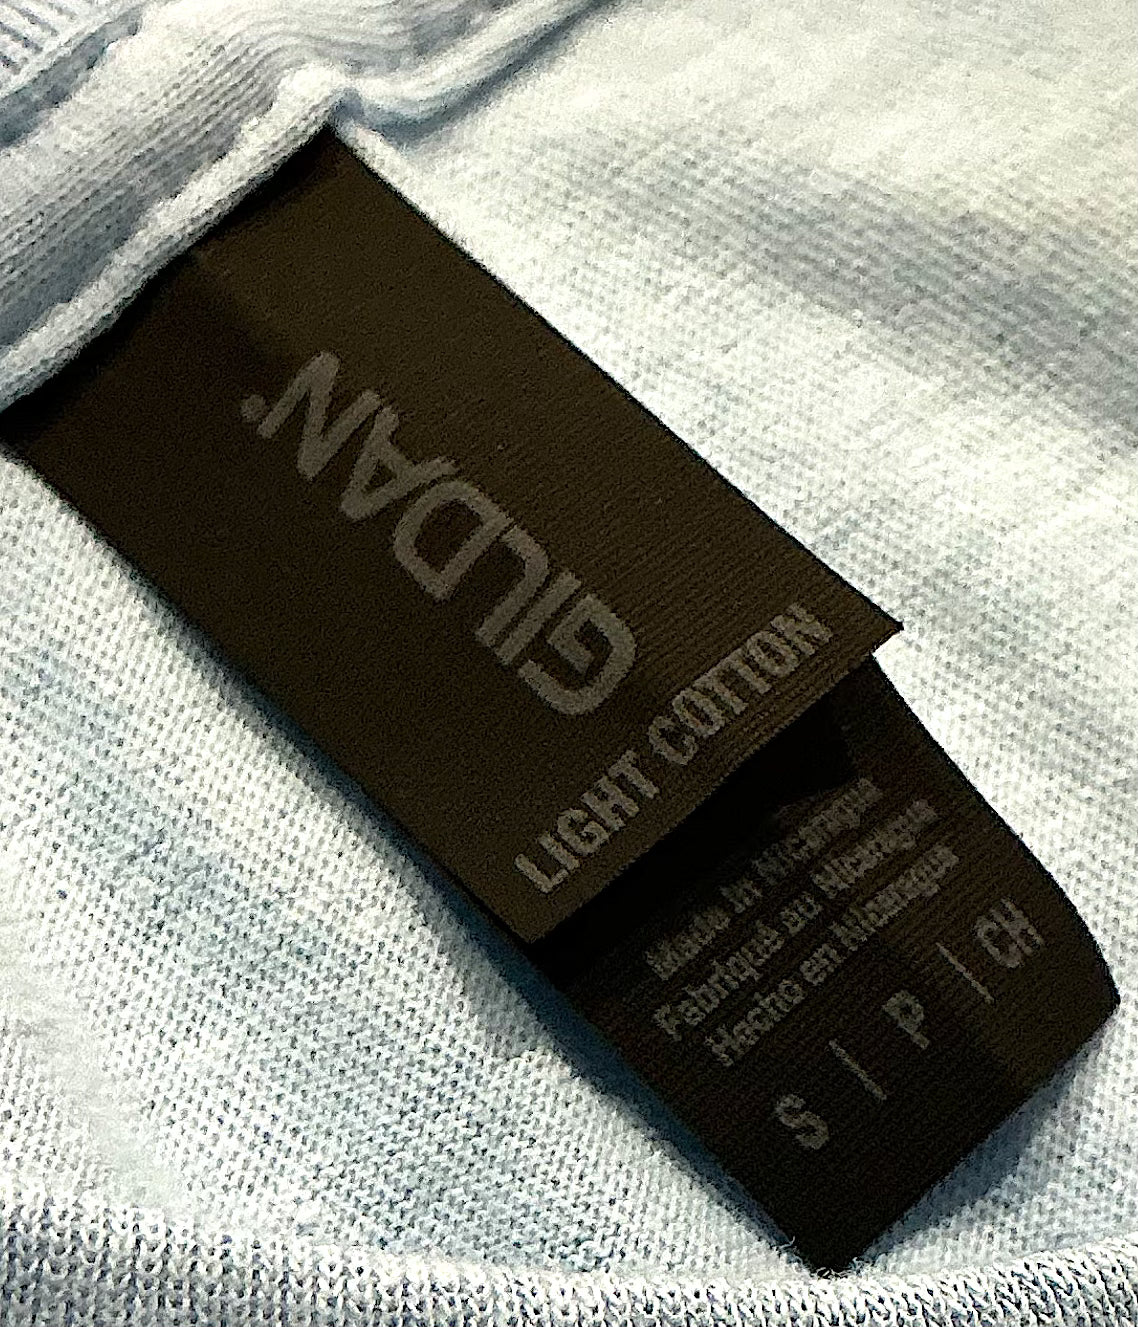 GILDAN
LIGHT COTTON
Made in Nicaragua
Fabriqué au Nicaragua
Hecho en Nicaragua
S | P | CH